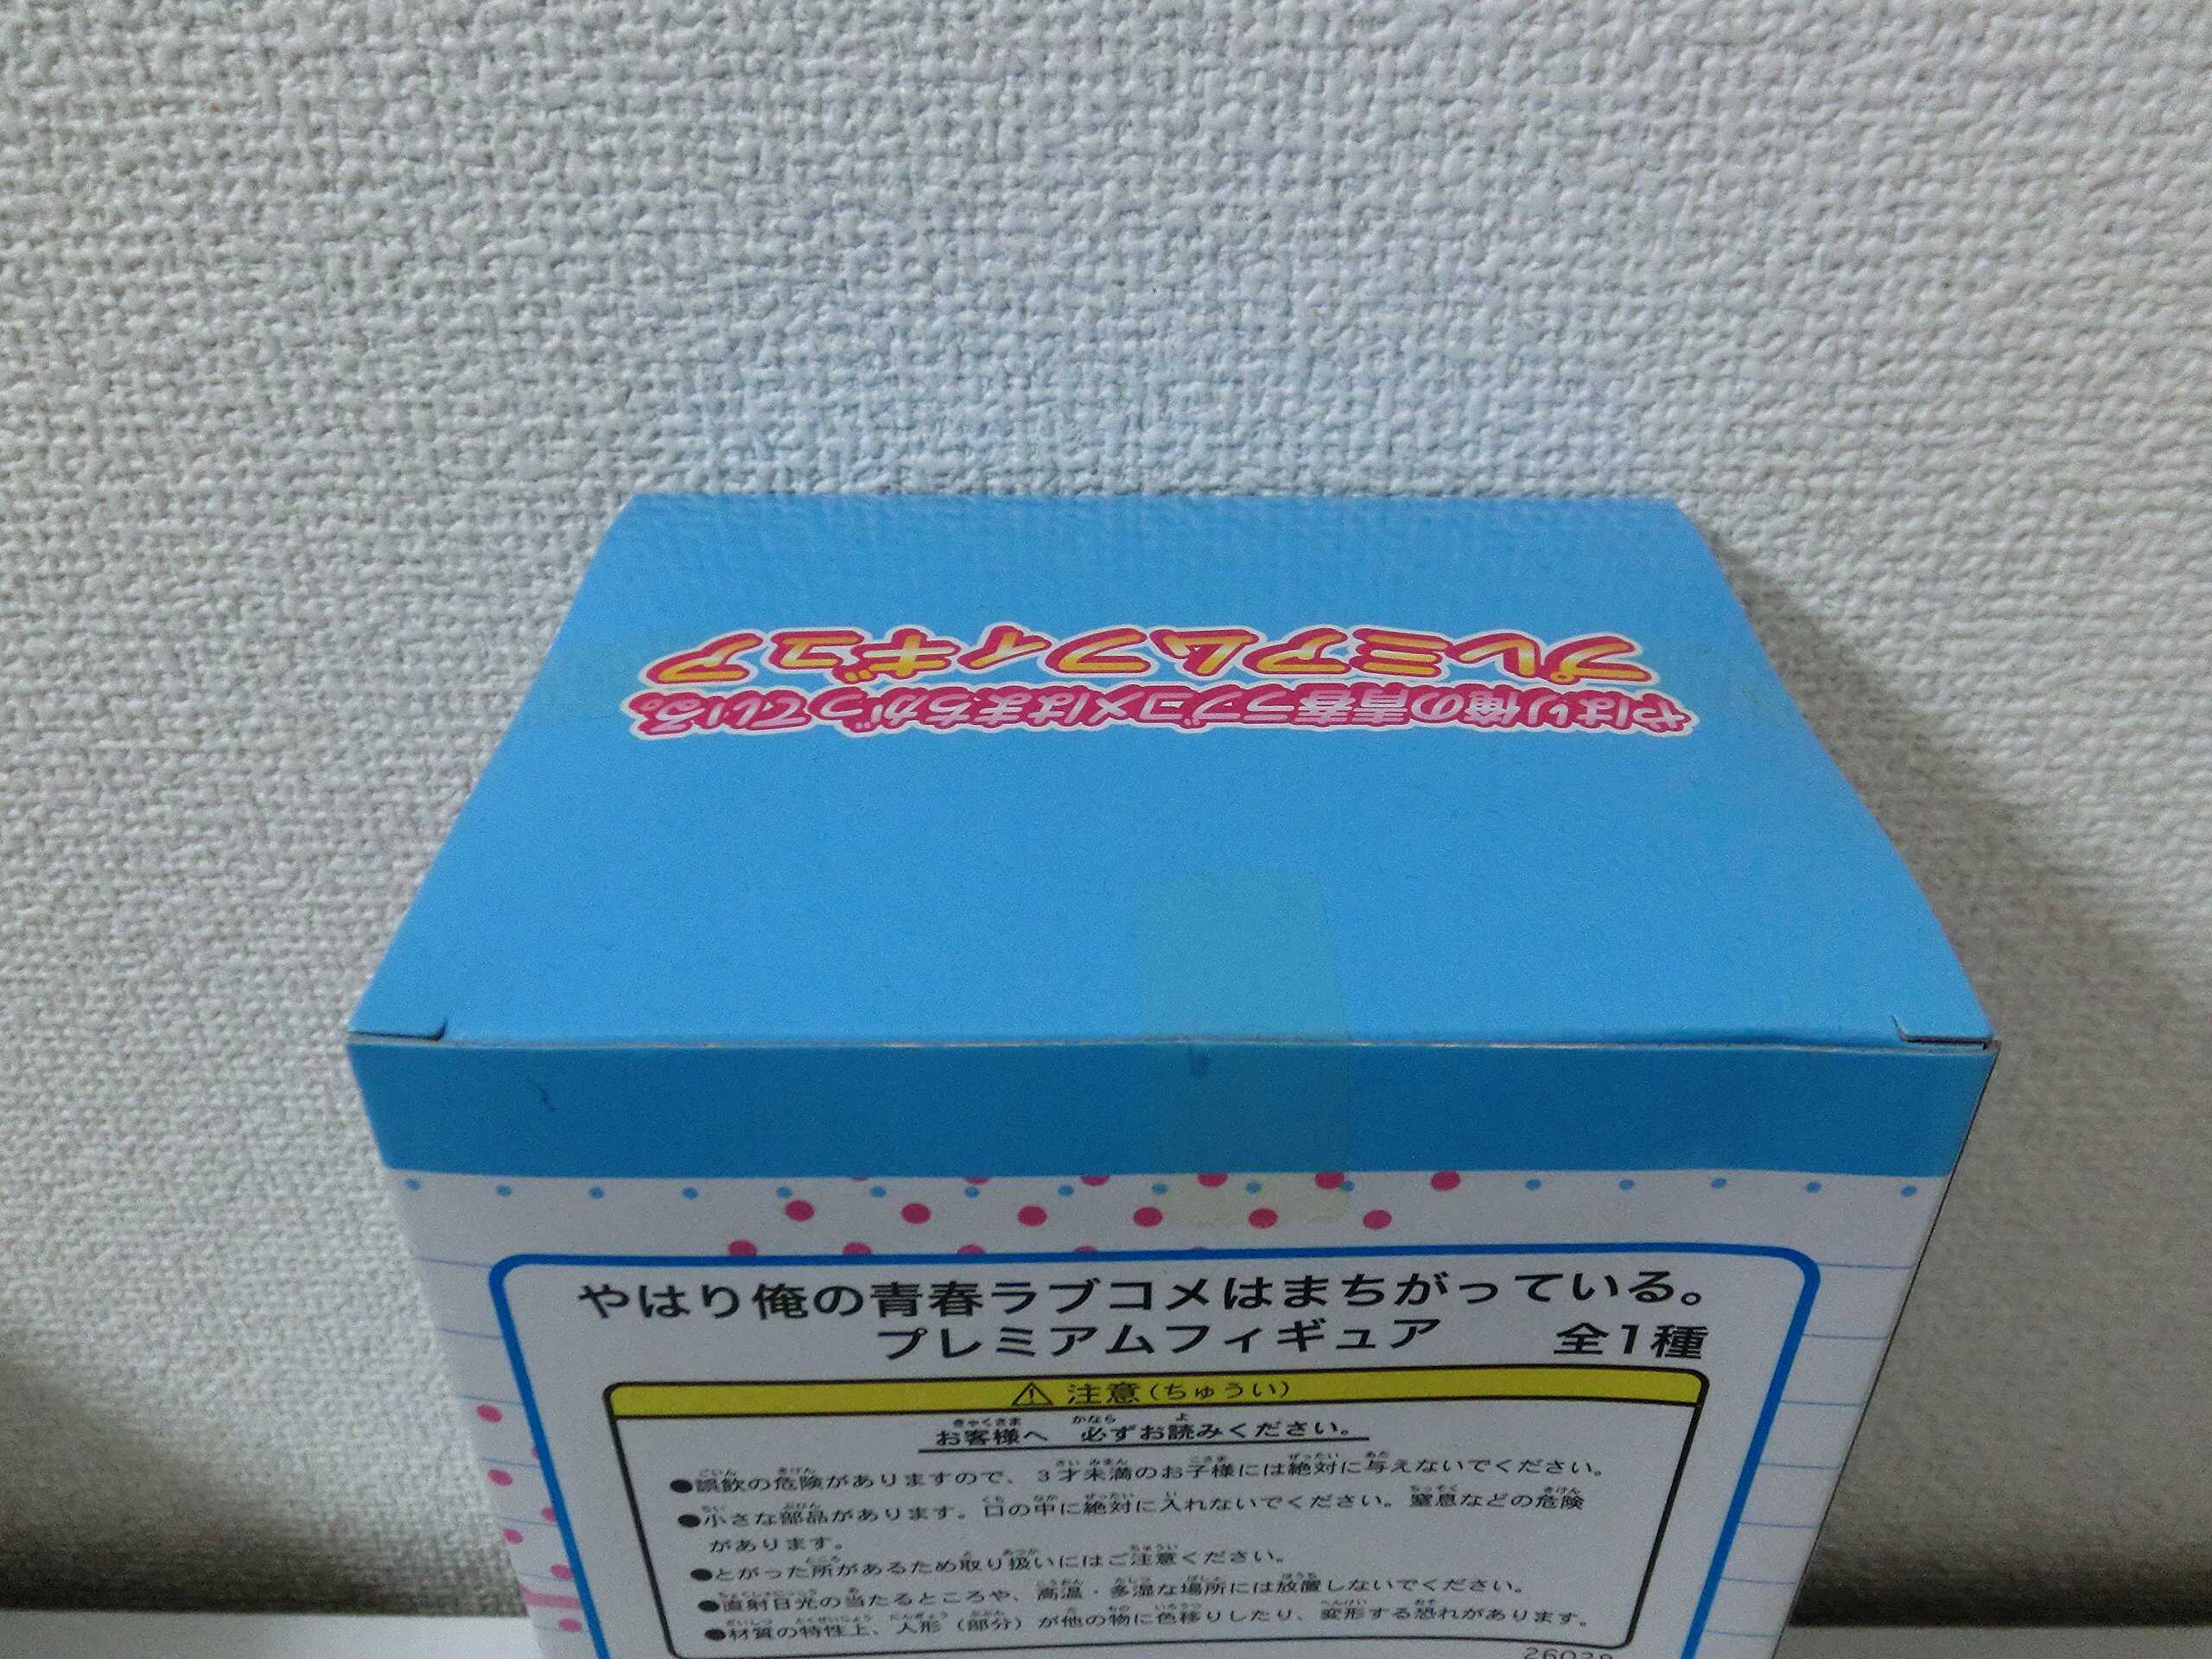 やはり俺の青春ラブコメはまちがっている。
プレミアムフィギュア
やはり俺の青春ラブコメはまちがっている。
プレミアムフィギュア 全1種
⚠ 注意(ちゅうい)
お客様へ 必ずお読みください。
●誤飲の危険がありますので、3才未満のお子様には絶対に与えないでください。
●小さな部品があります。口の中に絶対に入れないでください。窒息などの危険
があります。
●とがった所があるため取り扱いにはご注意ください。
●直射日光の当たるところや、高温・多湿な場所には放置しないでください。
●材質の特性上、人形(部分)が他の物に色移りしたり、変形する恐れがあります。